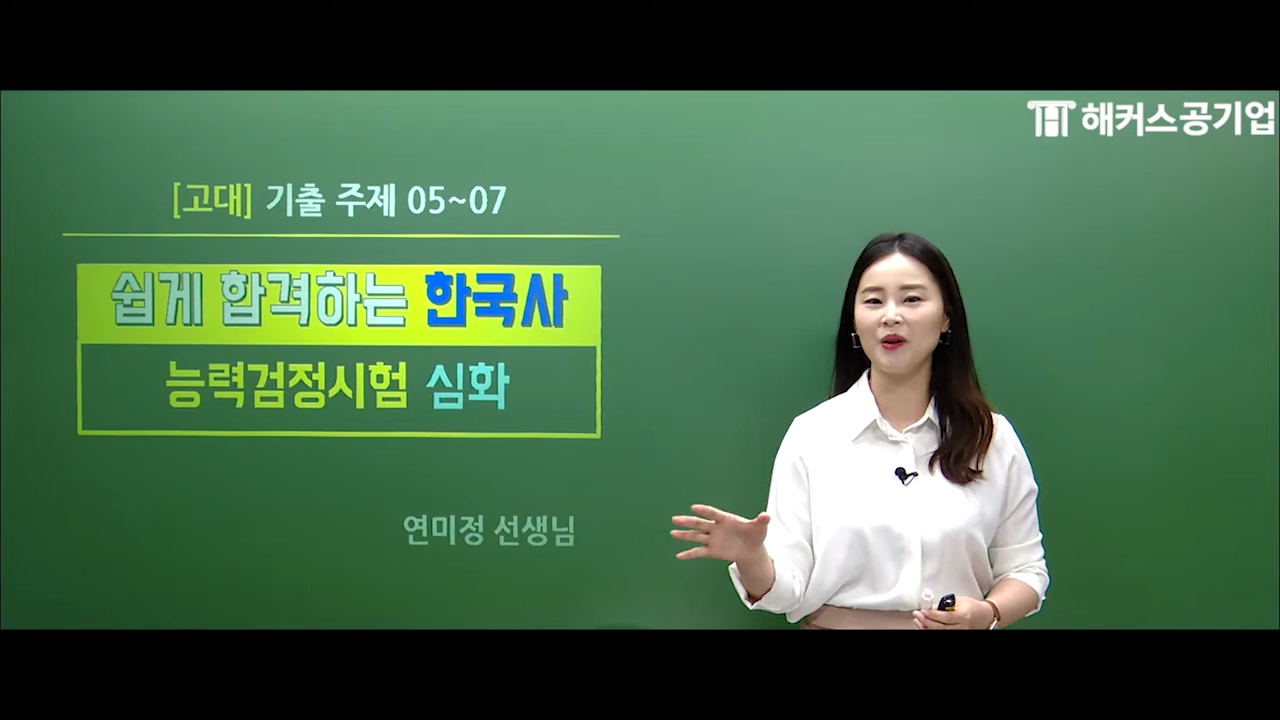 해커스공기업
[고대] 기출 주제 05~07
쉽게 합격하는 한국사
능력검정시험 심화
연미정 선생님